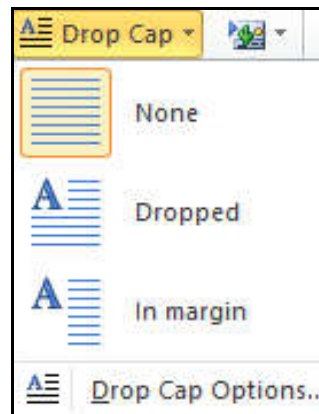 Drop Cap
None
Dropped
In margin
Drop Cap Options..